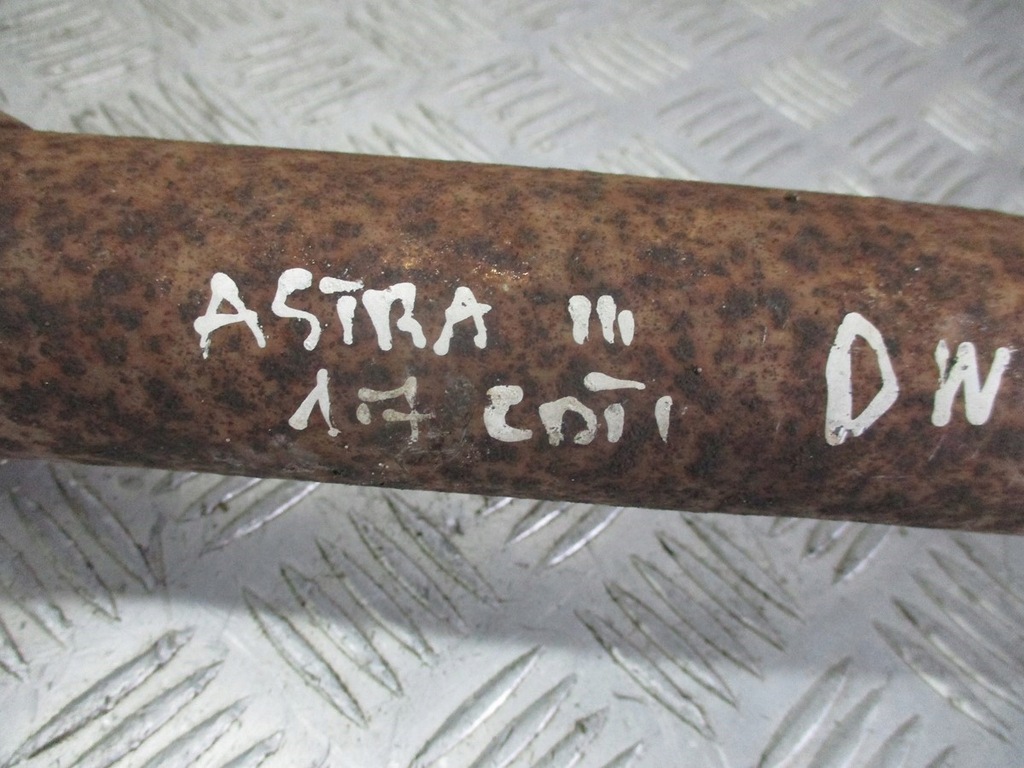 ASTRA III DW
1.7 CDTI